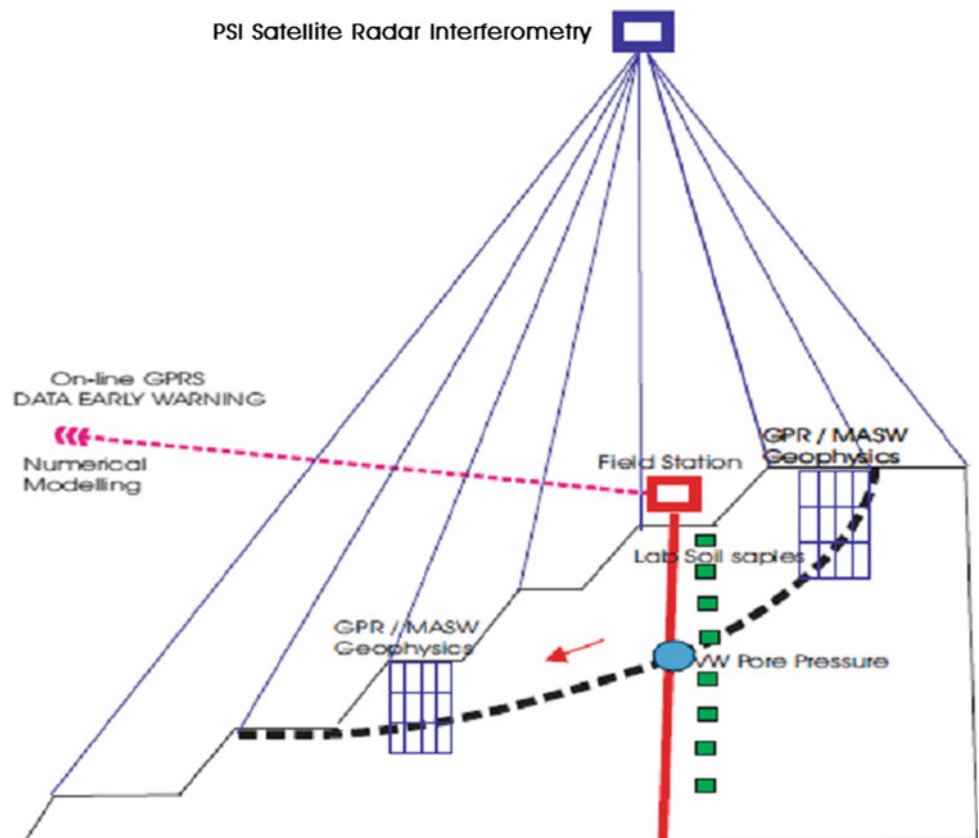 PSI Satellite Radar Interferometry
On-line GPRS
DATA EARLY WARNING
Numerical
Modelling
Field Station
GPR / MASW
Geophysics
Lab Soil saples
GPR / MASW
Geophysics
VW Pore Pressure